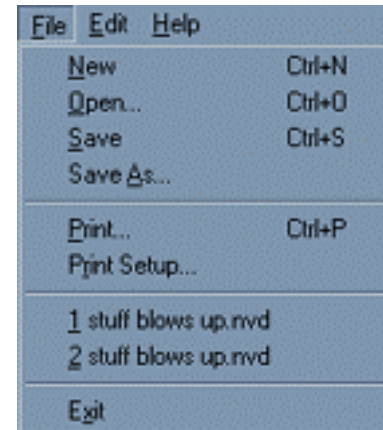 File Edit Help
New Ctrl+N
Open... Ctrl+O
Save Ctrl+S
Save As...
Print... Ctrl+P
Print Setup...
1 stuff blows up.nvd
2 stuff blows up.nvd
Exit